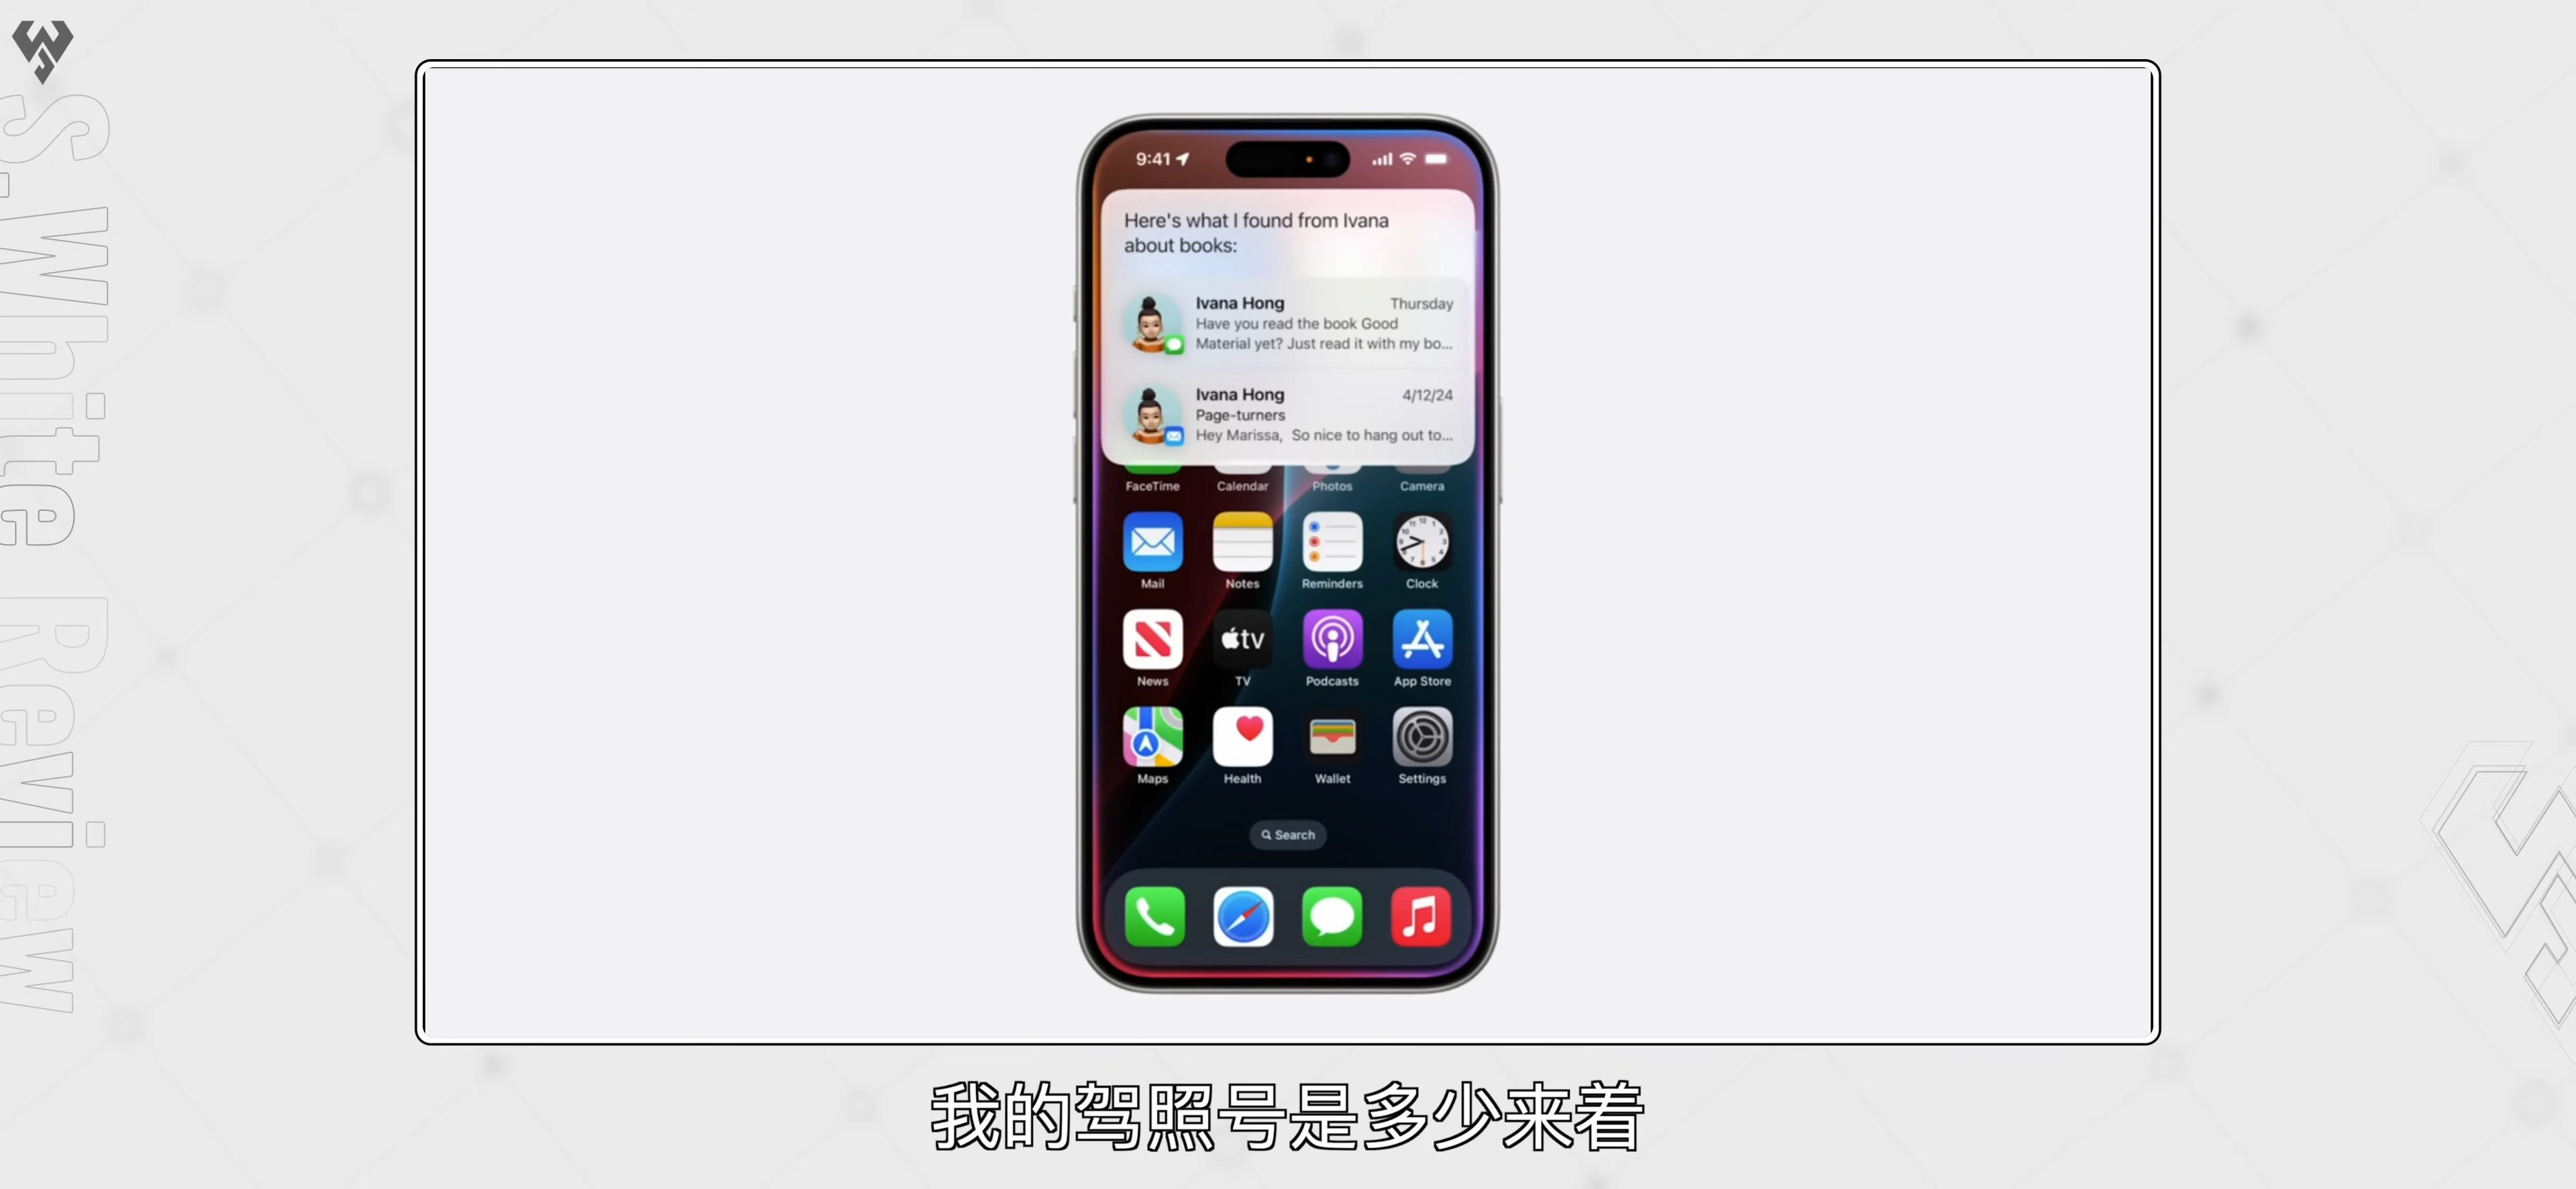 S-White Review
9:41
Here's what I found from Ivana
about books:
Ivana Hong Thursday
Have you read the book Good
Material yet? Just read it with my bo...
Ivana Hong 4/12/24
Page-turners
Hey Marissa, So nice to hang out to...
FaceTime Calendar Photos Camera
Mail Notes Reminders Clock
tv
News TV Podcasts App Store
Maps Health Wallet Settings
Search
我的驾照号是多少来着